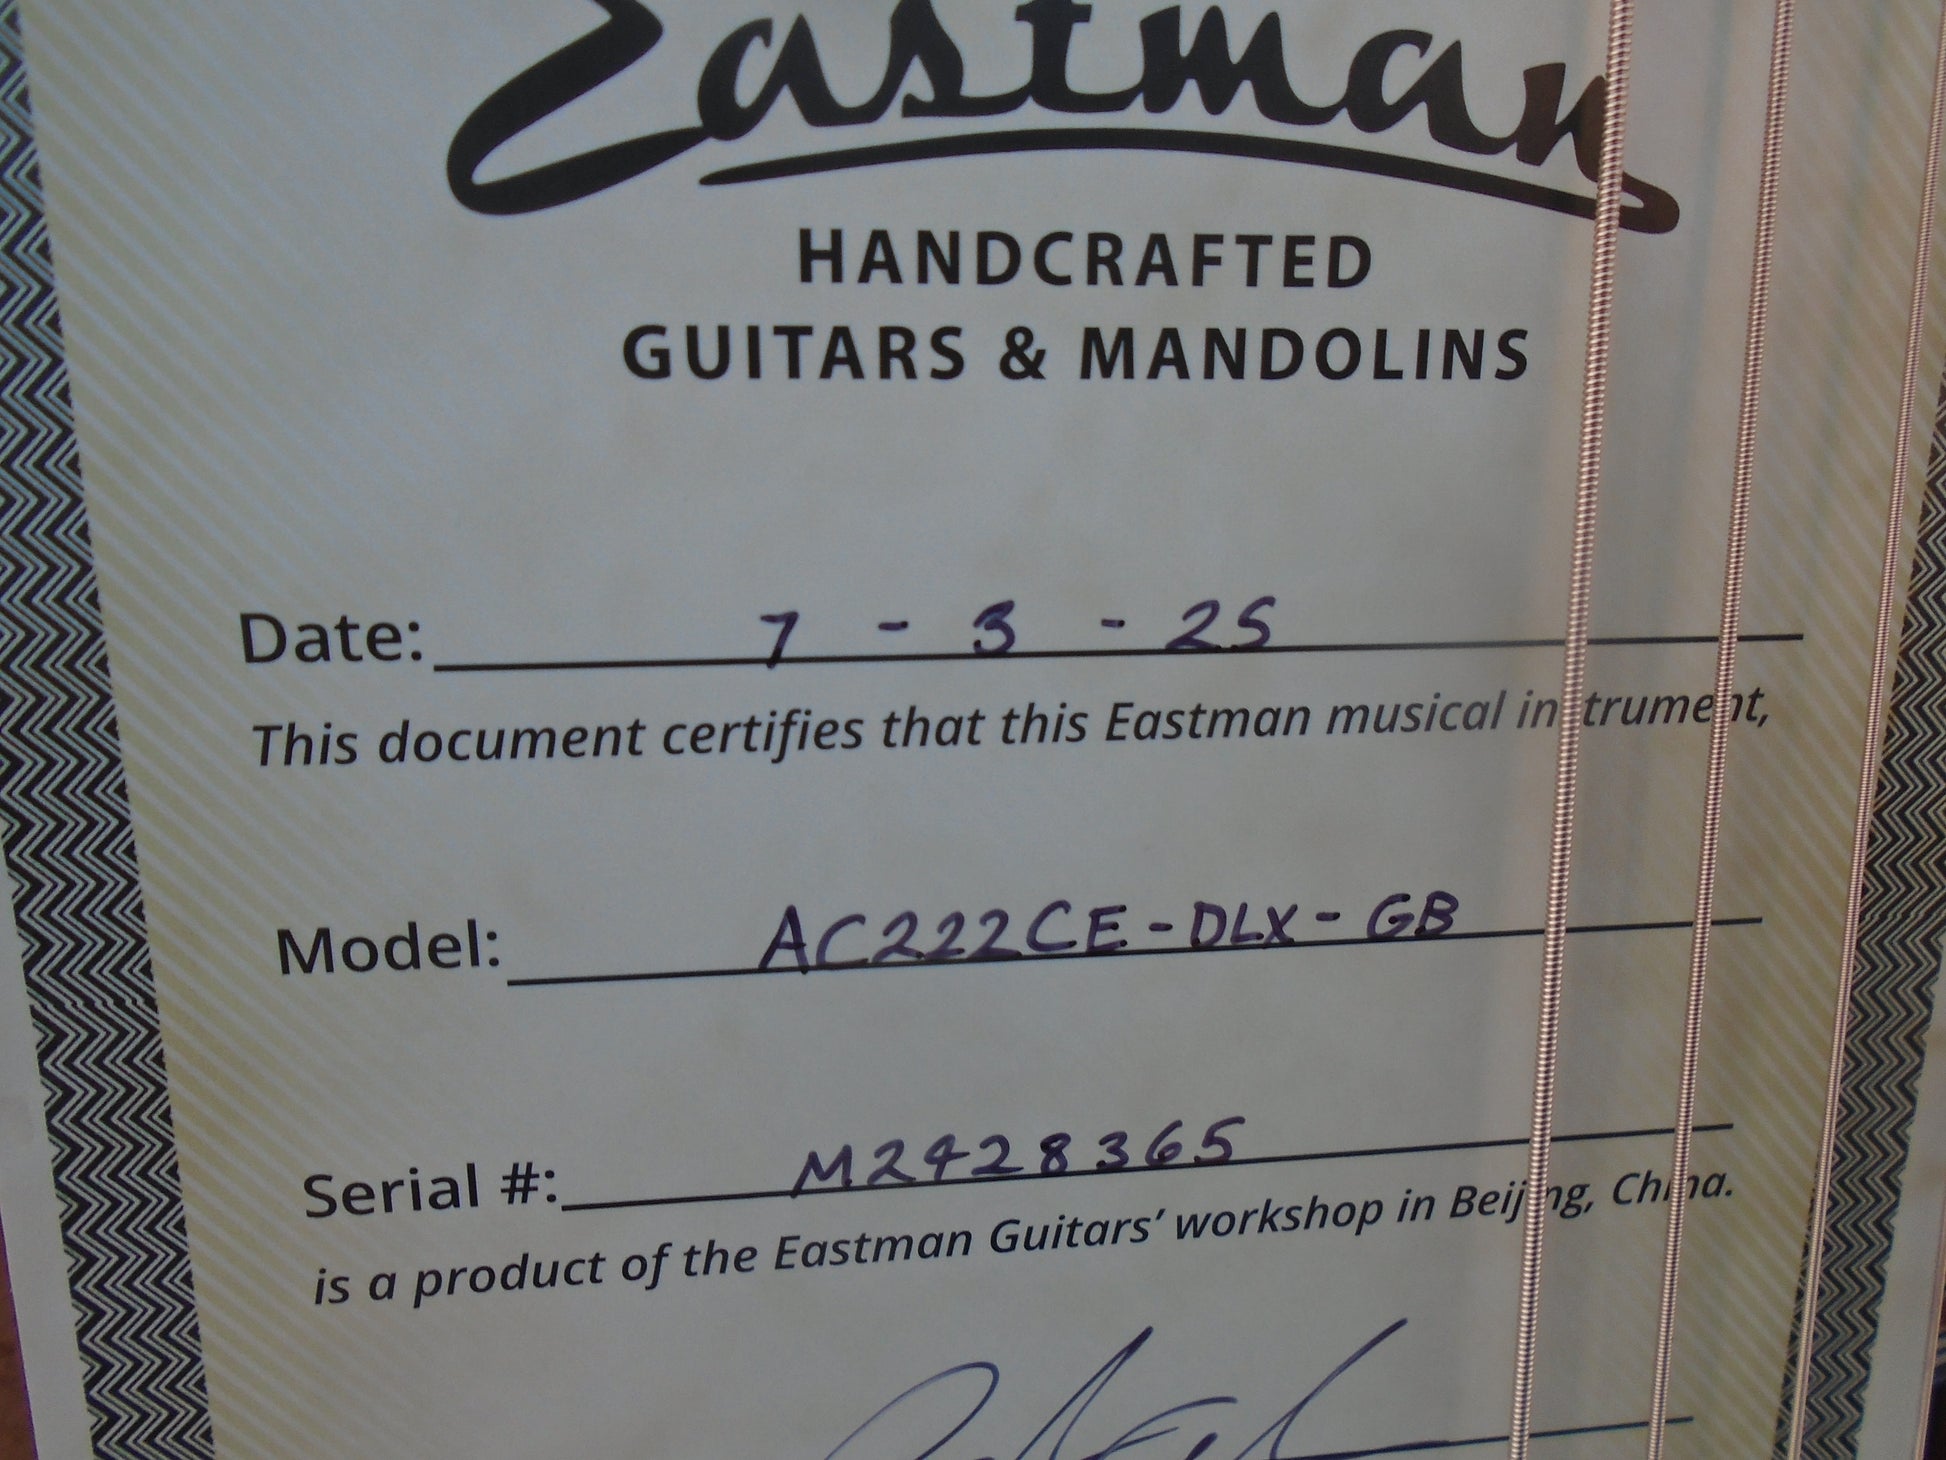 Eastman
HANDCRAFTED
GUITARS & MANDOLINS
Date: 7 - 3 - 25
This document certifies that this Eastman musical instrument,
Model: AC222CE-DLX-GB
Serial #: M2428365
is a product of the Eastman Guitars’ workshop in Beijing, China.